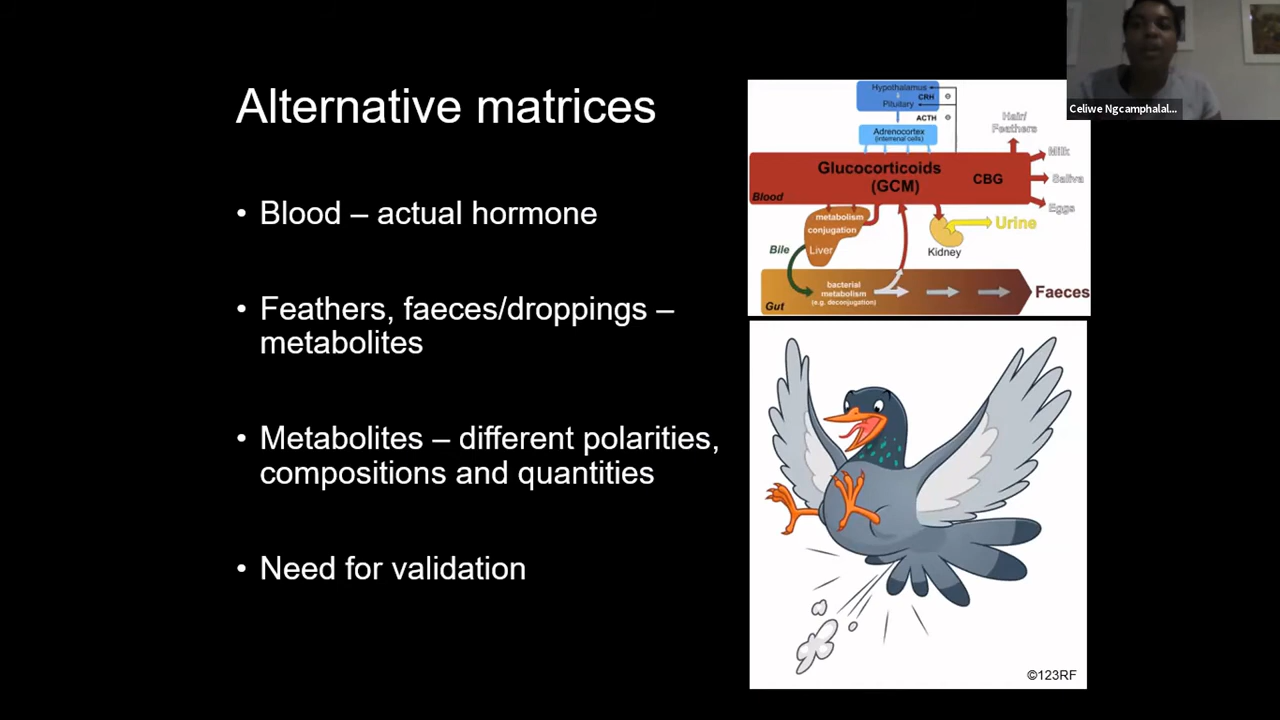 Alternative matrices
• Blood – actual hormone
• Feathers, faeces/droppings –
metabolites
• Metabolites – different polarities,
compositions and quantities
• Need for validation
Hypothalamus
CRH
Pituitary
ACTH
Adrenocortex
(interrenal cells)
Hair/
Feathers
Milk
Glucocorticoids
(GCM)
CBG
Saliva
Blood
Eggs
metabolism
conjugation
Liver
Urine
Bile
Kidney
bacterial
metabolism
(e.g. deconjugation)
Gut
Faeces
©123RF
Celiwe Ngcamphalal...